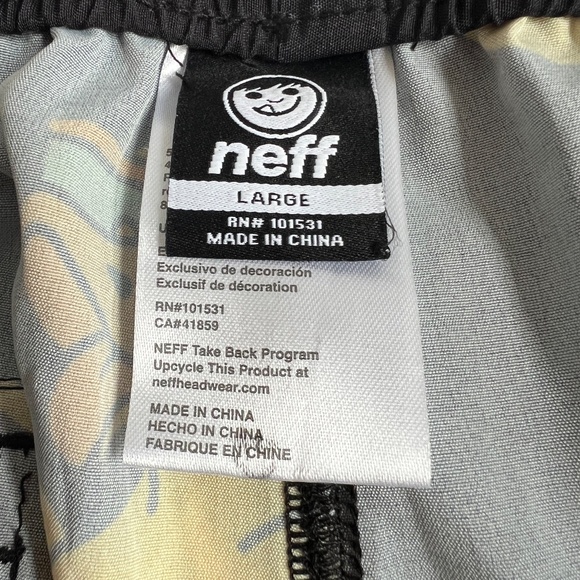 neff
LARGE
RN# 101531
MADE IN CHINA
Exclusivo de decoración
Exclusif de décoration
RN#101531
CA#41859
NEFF Take Back Program
Upcycle This Product at
neffheadwear.com
MADE IN CHINA
HECHO IN CHINA
FABRIQUE EN CHINE